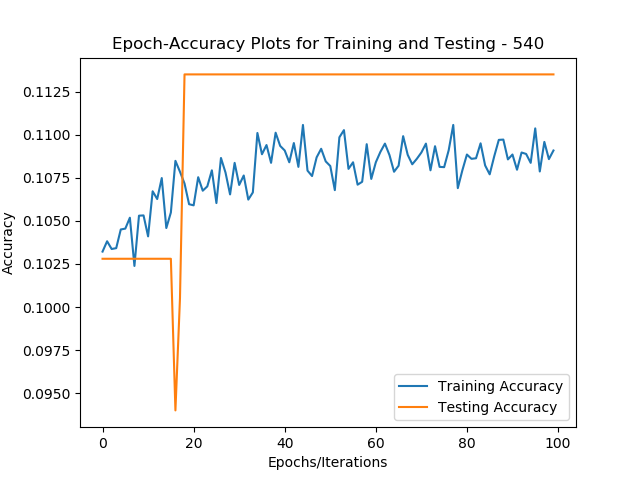 Epoch-Accuracy Plots for Training and Testing - 540
0.1125
0.1100
0.1075
0.1050
0.1025
0.1000
0.0975
0.0950
Accuracy
Training Accuracy
Testing Accuracy
0 20 40 60 80 100
Epochs/Iterations